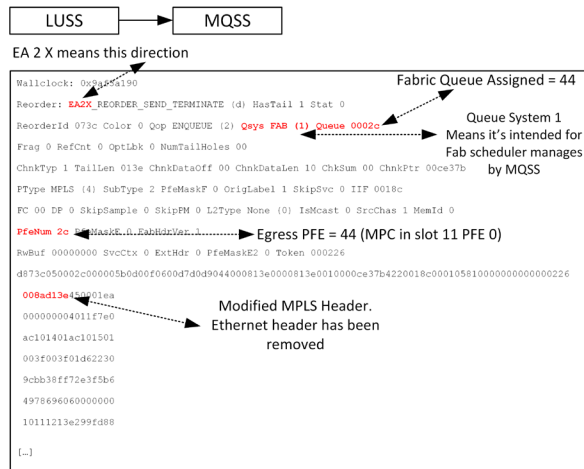 LUSS
MQSS
EA 2 X means this direction
Wallclock: 0x9af5a190
Fabric Queue Assigned = 44
Reorder: EA2X_REORDER_SEND_TERMINATE (d) HasTail 1 Stat 0
ReorderId 073c Color 0 Qop ENQUEUE (2) Qsys FAB (1) Queue 0002c
Queue System 1
Means it's intended for
Fab scheduler manages
by MQSS
Frag 0 RefCnt 0 OptLbk 0 NumTailHoles 00
ChnkTyp 1 TailLen 013e ChnkDataOff 00 ChnkDataLen 10 ChkSum 00 ChnkPtr 00ce37b
PType MPLS (4) SubType 2 PfeMaskF 0 OrigLabel 1 SkipSvc 0 IIF 0018c
FC 00 DP 0 SkipSample 0 SkipPM 0 L2Type None (0) IsMcast 0 SrcChas 1 MemId 0
PfeNum 2c PfeMaskE 0 FabHdrVer 1
Egress PFE = 44 (MPC in slot 11 PFE 0)
RwBuf 00000000 SvcCtx 0 ExtHdr 0 PfeMaskE2 0 Token 000226
d873c050002c000005b0d00f0600d7d0d9044000813e0000813e0010000ce37b4220018c0001058100000000000000226
008ad13e450001ea
Modified MPLS Header.
Ethernet header has been
removed
000000004011f7e0
ac101401ac101501
003f003f01d62230
9cbb38ff72e3f5b6
4978696060000000
10111213e299fd88
[…]